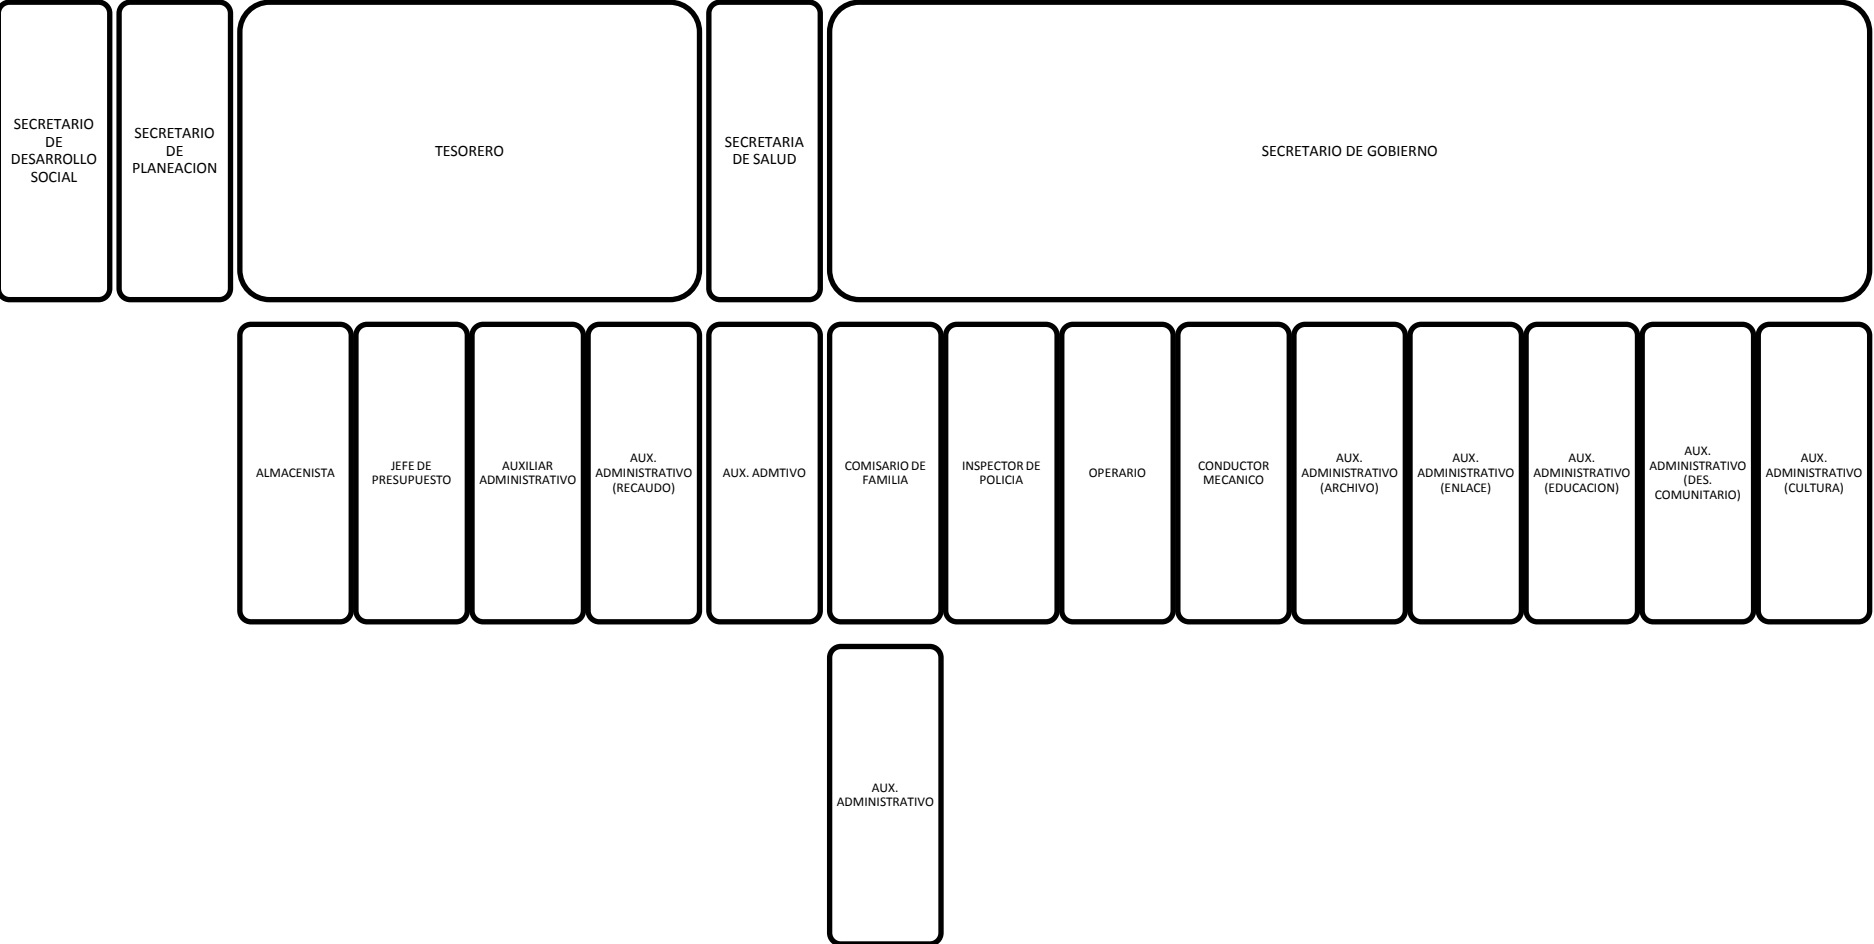 SECRETARIO
DE
DESARROLLO
SOCIAL
SECRETARIO
DE
PLANEACION
TESORERO
SECRETARIA
DE SALUD
SECRETARIO DE GOBIERNO
ALMACENISTA
JEFE DE
PRESUPUESTO
AUXILIAR
ADMINISTRATIVO
AUX.
ADMINISTRATIVO
(RECAUDO)
AUX. ADMTIVO
COMISARIO DE
FAMILIA
INSPECTOR DE
POLICIA
OPERARIO
CONDUCTOR
MECANICO
AUX.
ADMINISTRATIVO
(ARCHIVO)
AUX.
ADMINISTRATIVO
(ENLACE)
AUX.
ADMINISTRATIVO
(EDUCACION)
AUX.
ADMINISTRATIVO
(DES.
COMUNITARIO)
AUX.
ADMINISTRATIVO
(CULTURA)
AUX.
ADMINISTRATIVO